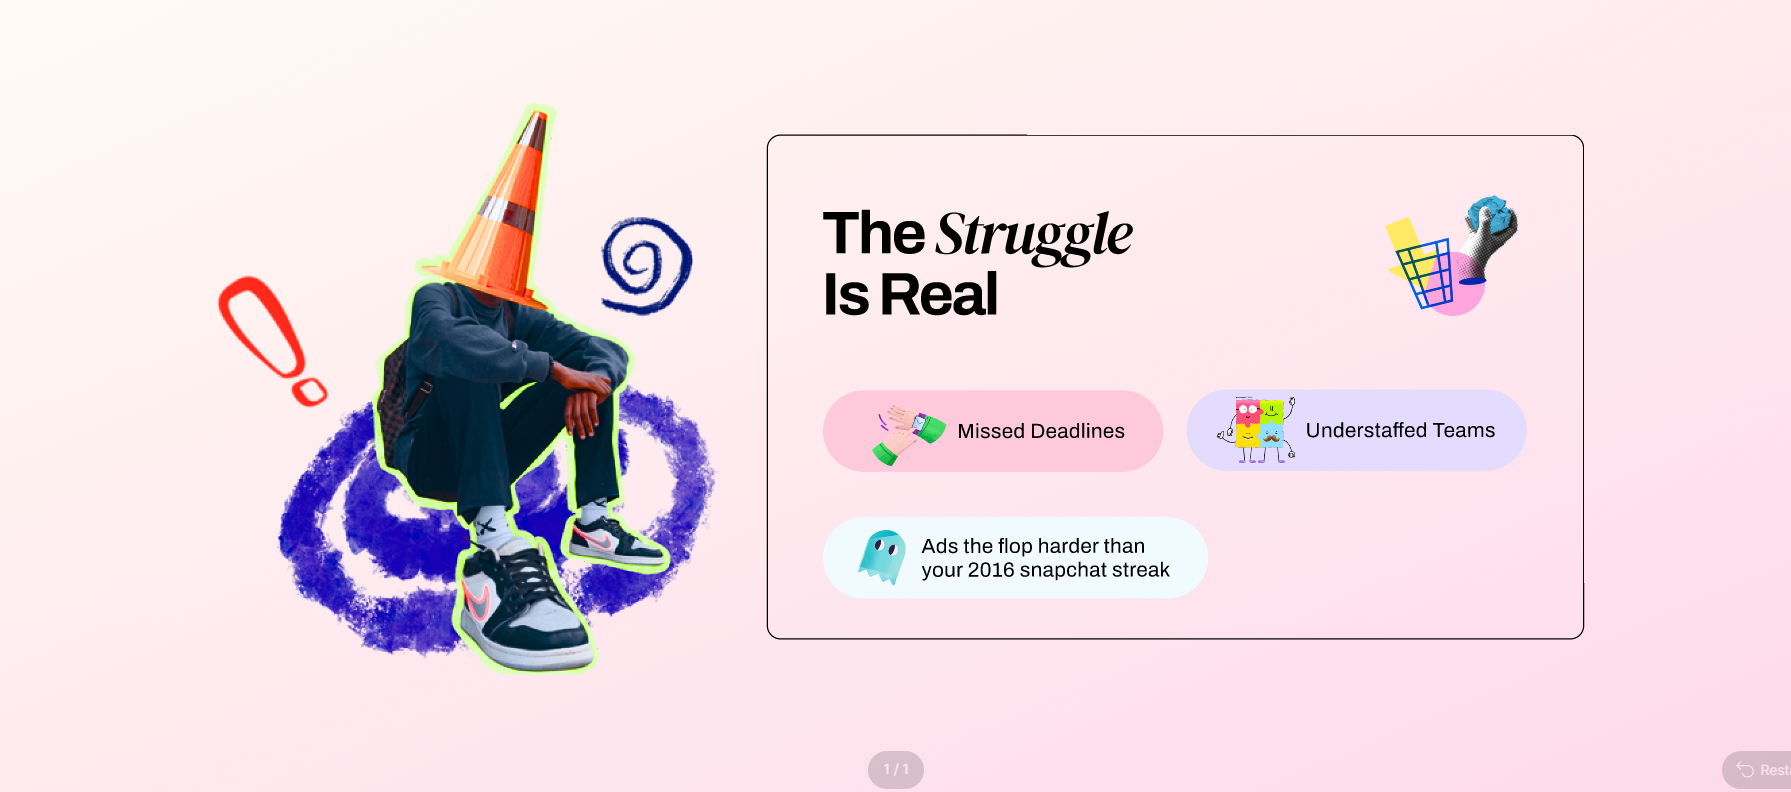 The Struggle
Is Real
Missed Deadlines
Understaffed Teams
Ads the flop harder than
your 2016 snapchat streak
1 / 1